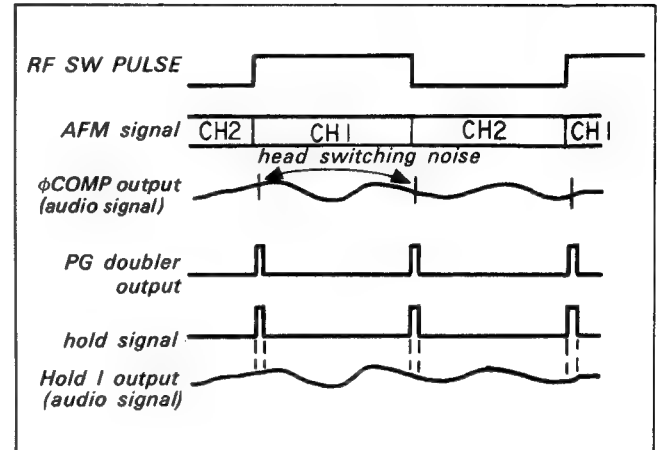 RF SW PULSE
AFM signal
CH2
CH1
CH2
CH1
head switching noise
φCOMP output
(audio signal)
PG doubler
output
hold signal
Hold I output
(audio signal)